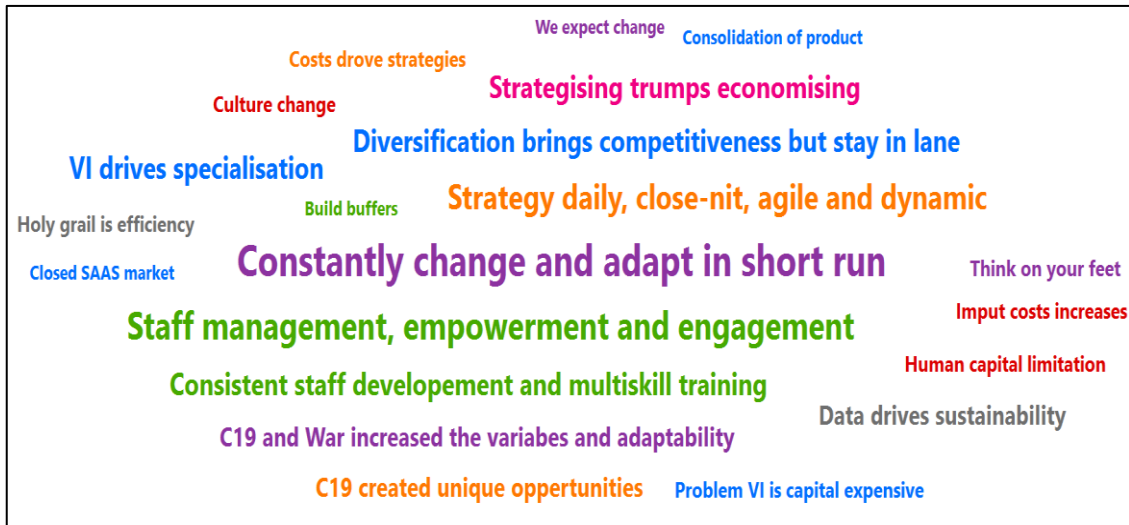 We expect change
Consolidation of product
Costs drove strategies
Strategising trumps economising
Culture change
Diversification brings competitiveness but stay in lane
VI drives specialisation
Strategy daily, close-nit, agile and dynamic
Build buffers
Holy grail is efficiency
Constantly change and adapt in short run
Closed SAAS market
Think on your feet
Imput costs increases
Staff management, empowerment and engagement
Human capital limitation
Consistent staff developement and multiskill training
Data drives sustainability
C19 and War increased the variabes and adaptability
C19 created unique oppertunities
Problem VI is capital expensive